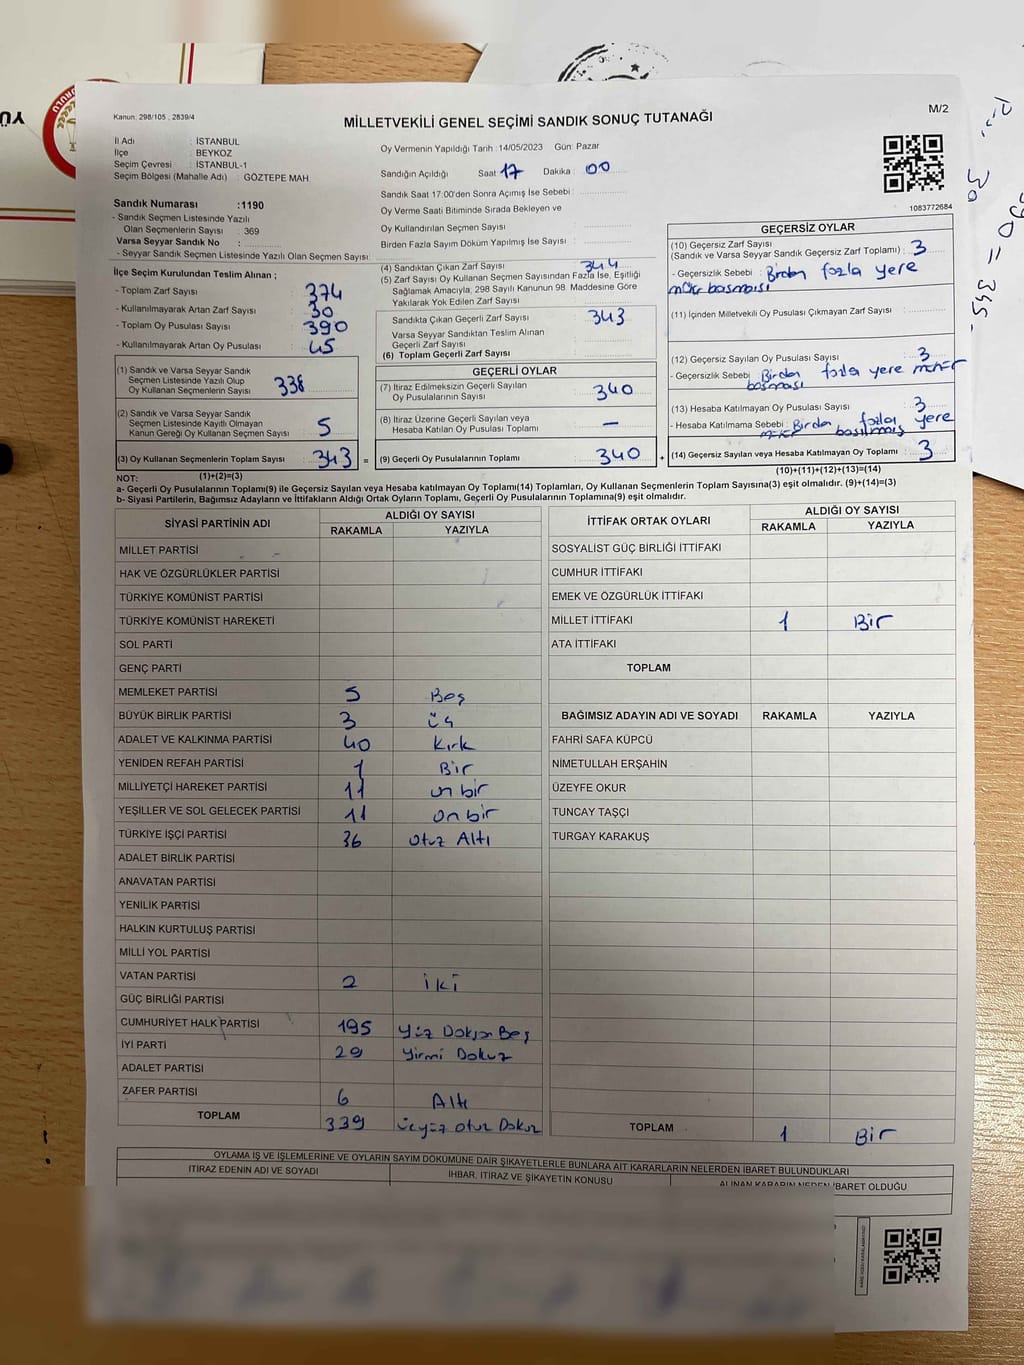 Kanun, 298/105 , 2839/4
M/2
MİLLETVEKİLİ GENEL SEÇİMİ SANDIK SONUÇ TUTANAĞI
İl Adı : İSTANBUL
İlçe : BEYKOZ
Seçim Çevresi : İSTANBUL-1
Seçim Bölgesi (Mahalle Adı) : GÖZTEPE MAH
Sandık Numarası :1190
- Sandık Seçmen Listesinde Yazılı
Olan Seçmenlerin Sayısı : 369
Varsa Seyyar Sandık No :
- Seyyar Sandık Seçmen Listesinde Yazılı Olan Seçmen Sayısı:
Oy Vermenin Yapıldığı Tarih :14/05/2023 Gün: Pazar
Sandığın Açıldığı Saat: 17 Dakika : 00
Sandık Saat 17:00'den Sonra Açımış İse Sebebi :
Oy Verme Saati Bitiminde Sırada Bekleyen ve
Oy Kullandırılan Seçmen Sayısı :
Birden Fazla Sayım Döküm Yapılmış İse Sayısı :
1083772684
İlçe Seçim Kurulundan Teslim Alınan ;
- Toplam Zarf Sayısı : 374
- Kullanılmayarak Artan Zarf Sayısı : 30
- Toplam Oy Pusulası Sayısı : 390
- Kullanılmayarak Artan Oy Pusulası : 45
(1) Sandık ve Varsa Seyyar Sandık
Seçmen Listesinde Yazılı Olup
Oy Kullanan Seçmenlerin Sayısı : 338
(2) Sandık ve Varsa Seyyar Sandık
Seçmen Listesinde Kayıtlı Olmayan
Kanun Gereği Oy Kullanan Seçmen Sayısı : 5
(3) Oy Kullanan Seçmenlerin Toplam Sayısı : 343 =
(1)+(2)=(3)
(4) Sandıktan Çıkan Zarf Sayısı : 344
(5) Zarf Sayısı Oy Kullanan Seçmen Sayısından Fazla İse, Eşitliği
Sağlamak Amacıyla, 298 Sayılı Kanunun 98. Maddesine Göre
Yakılarak Yok Edilen Zarf Sayısı :
Sandıkta Çıkan Geçerli Zarf Sayısı : 343
Varsa Seyyar Sandıktan Teslim Alınan
Geçerli Zarf Sayısı :
(6) Toplam Geçerli Zarf Sayısı :
GEÇERLİ OYLAR
(7) İtiraz Edilmeksizin Geçerli Sayılan
Oy Pusulasının Sayısı : 340
(8) İtiraz Üzerine Geçerli Sayılan veya
Hesaba Katılan Oy Pusulası Toplamı : –
(9) Geçerli Oy Pusulalarının Toplamı : 340 +
GEÇERSİZ OYLAR
(10) Geçersiz Zarf Sayısı
(Sandık ve Varsa Seyyar Sandık Geçersiz Zarf Toplamı) : 3
- Geçersizlik Sebebi : Birden fazla yere
mühür basması
(11) İçinden Milletvekili Oy Pusulası Çıkmayan Zarf Sayısı :
(12) Geçersiz Sayılan Oy Pusulası Sayısı : 3
- Geçersizlik Sebebi : Birden fazla yere mühür
basması
(13) Hesaba Katılmayan Oy Pusulası Sayısı : 3
- Hesaba Katılmama Sebebi : Birden fazla yere
basılmış
(14) Geçersiz Sayılan veya Hesaba Katılmayan Oy Toplamı : 3
(10)+(11)+(12)+(13)=(14)
NOT:
a- Geçerli Oy Pusulalarının Toplamı(9) ile Geçersiz Sayılan veya Hesaba katılmayan Oy Toplamı(14) Toplamları, Oy Kullanan Seçmenlerin Toplam Sayısına(3) eşit olmalıdır. (9)+(14)=(3)
b- Siyasi Partilerin, Bağımsız Adayların ve İttifakların Aldığı Ortak Oyların Toplamı, Geçerli Oy Pusulalarının Toplamına(9) eşit olmalıdır.
SİYASİ PARTİNİN ADI ALDIĞI OY SAYISI
RAKAMLA YAZIYLA
MİLLET PARTİSİ
HAK VE ÖZGÜRLÜKLER PARTİSİ
TÜRKİYE KOMÜNİST PARTİSİ
TÜRKİYE KOMÜNİST HAREKETİ
SOL PARTİ
GENÇ PARTİ
MEMLEKET PARTİSİ 5 Beş
BÜYÜK BİRLİK PARTİSİ 3 üç
ADALET VE KALKINMA PARTİSİ 40 Kırk
YENİDEN REFAH PARTİSİ 1 Bir
MİLLİYETÇİ HAREKET PARTİSİ 11 on bir
YEŞİLLER VE SOL GELECEK PARTİSİ 11 on bir
TÜRKİYE İŞÇİ PARTİSİ 36 Otuz Altı
ADALET BİRLİK PARTİSİ
ANAVATAN PARTİSİ
YENİLİK PARTİSİ
HALKIN KURTULUŞ PARTİSİ
MİLLİ YOL PARTİSİ
VATAN PARTİSİ 2 iki
GÜÇ BİRLİĞİ PARTİSİ
CUMHURİYET HALK PARTİSİ 195 Yüz Doksan Beş
İYİ PARTİ 29 Yirmi Dokuz
ADALET PARTİSİ
ZAFER PARTİSİ 6 Altı
TOPLAM 339 üçyüz otuz Dokuz
İTTİFAK ORTAK OYLARI ALDIĞI OY SAYISI
RAKAMLA YAZIYLA
SOSYALİST GÜÇ BİRLİĞİ İTTİFAKI
CUMHUR İTTİFAKI
EMEK VE ÖZGÜRLÜK İTTİFAKI
MİLLET İTTİFAKI 1 Bir
ATA İTTİFAKI
TOPLAM
BAĞIMSIZ ADAYIN ADI VE SOYADI RAKAMLA YAZIYLA
FAHRİ SAFA KÜPCÜ
NİMETULLAH ERŞAHİN
ÜZEYFE OKUR
TUNCAY TAŞÇI
TURGAY KARAKUŞ
TOPLAM 1 Bir
OYLAMA İŞ VE İŞLEMLERİNE VE OYLARIN SAYIM DÖKÜMÜNE DAİR ŞİKAYETLERLE BUNLARA AİT KARARLARIN NELERDEN İBARET BULUNDUKLARI
İTİRAZ EDENİN ADI VE SOYADI İHBAR, İTİRAZ VE ŞİKAYETİN KONUSU ALINAN KARARIN NEDEN İBARET OLDUĞU